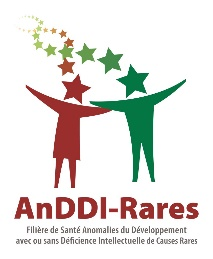 AnDDI-Rares
Filière de Santé Anomalies du Développement
avec ou sans Déficience Intellectuelle de Causes Rares